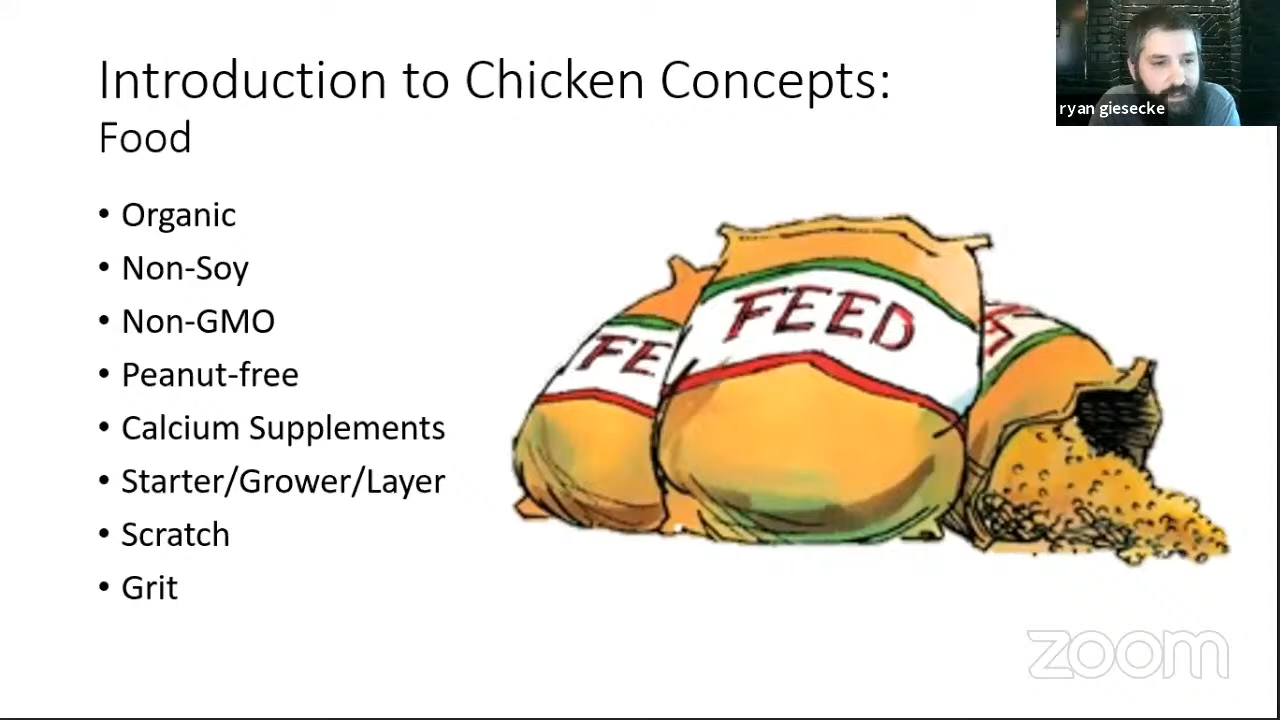 Introduction to Chicken Concepts:
Food
• Organic
• Non-Soy
• Non-GMO
• Peanut-free
• Calcium Supplements
• Starter/Grower/Layer
• Scratch
• Grit
FE
FEED
ryan giesecke
zoom